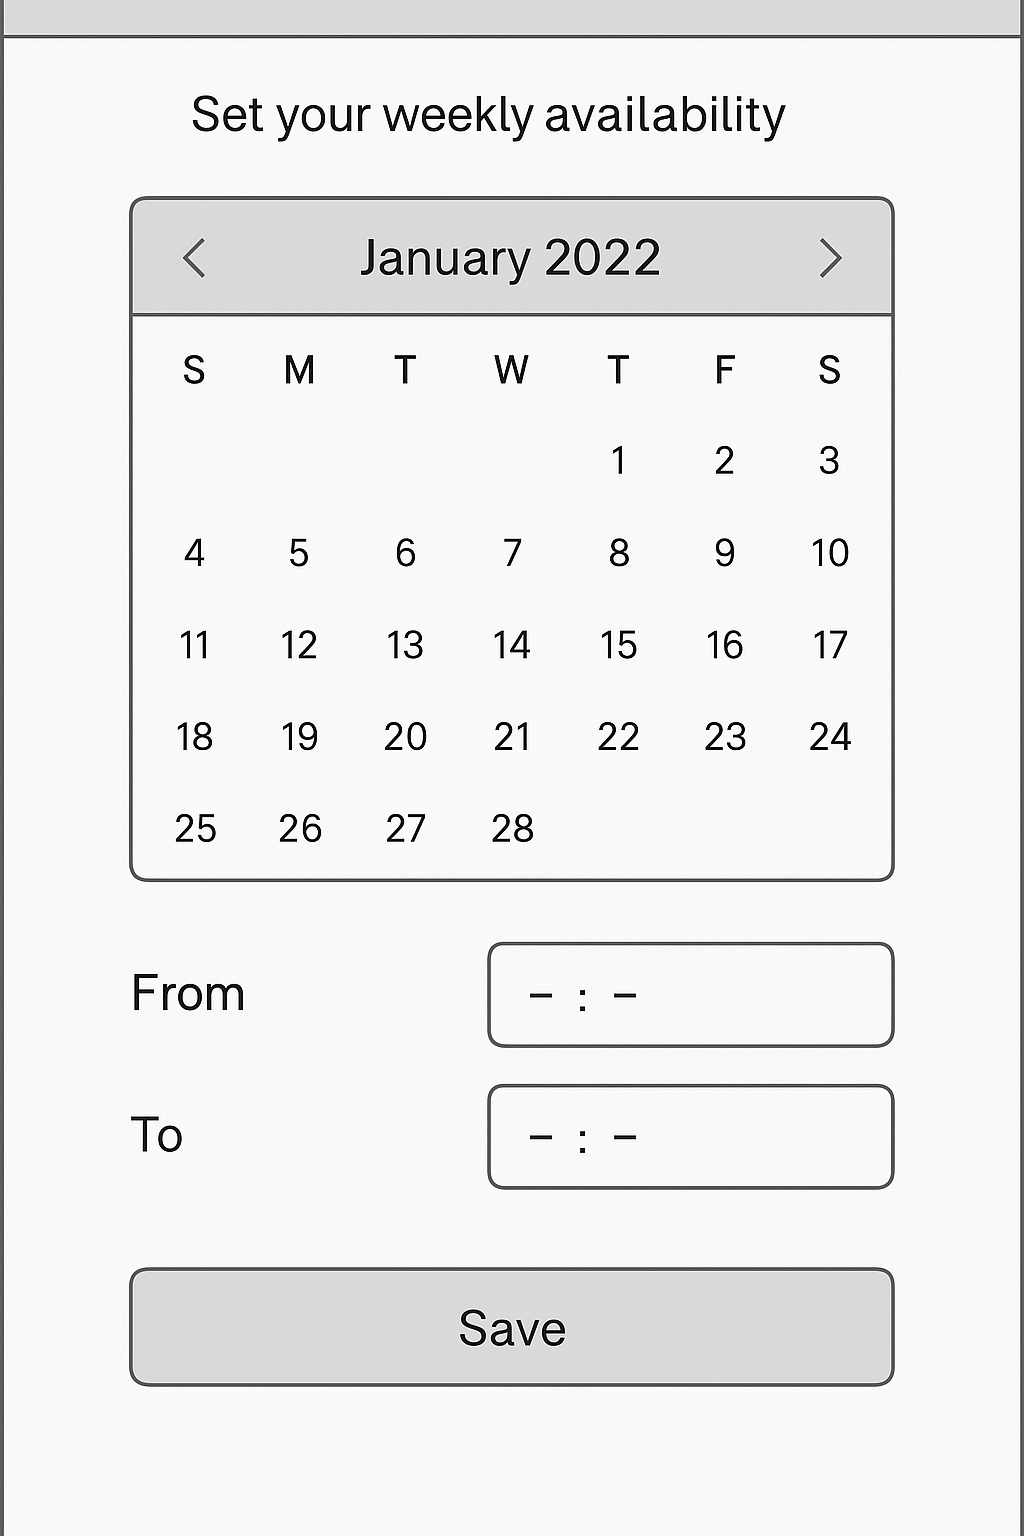 Set your weekly availability
January 2022
S M T W T F S
1 2 3
4 5 6 7 8 9 10
11 12 13 14 15 16 17
18 19 20 21 22 23 24
25 26 27 28
From – : –
To – : –
Save